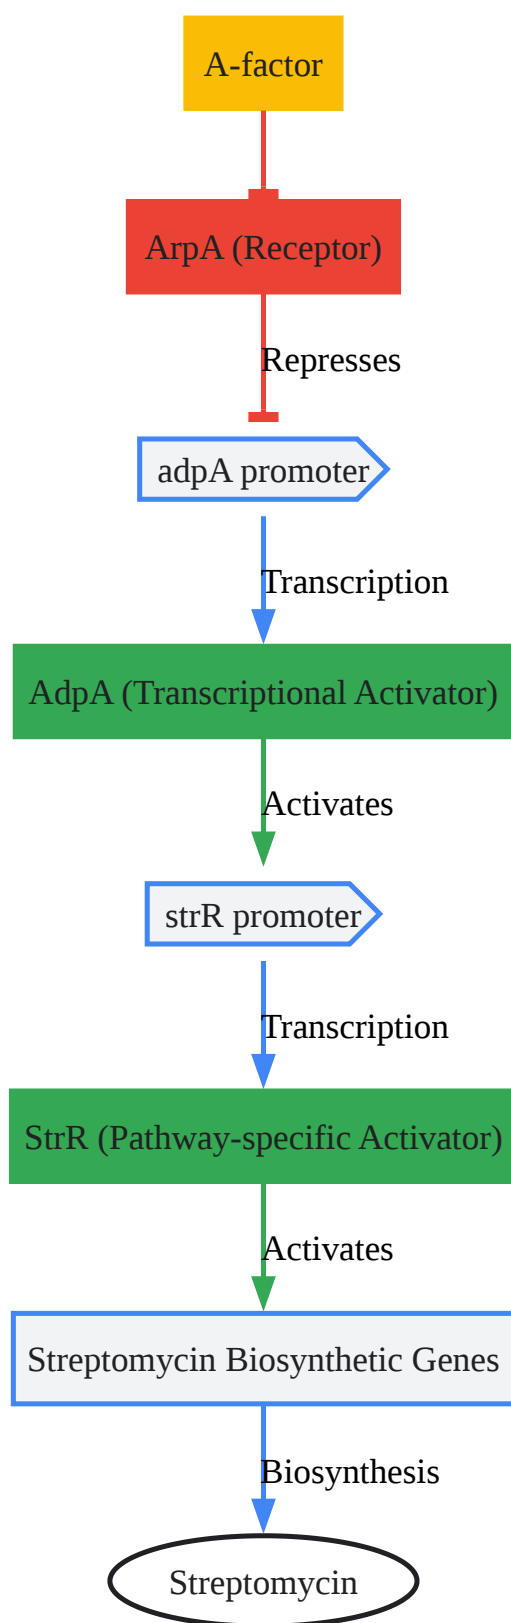 A-factor
ArpA (Receptor)
Represses
adpA promoter
Transcription
AdpA (Transcriptional Activator)
Activates
strR promoter
Transcription
StrR (Pathway-specific Activator)
Activates
Streptomycin Biosynthetic Genes
Biosynthesis
Streptomycin